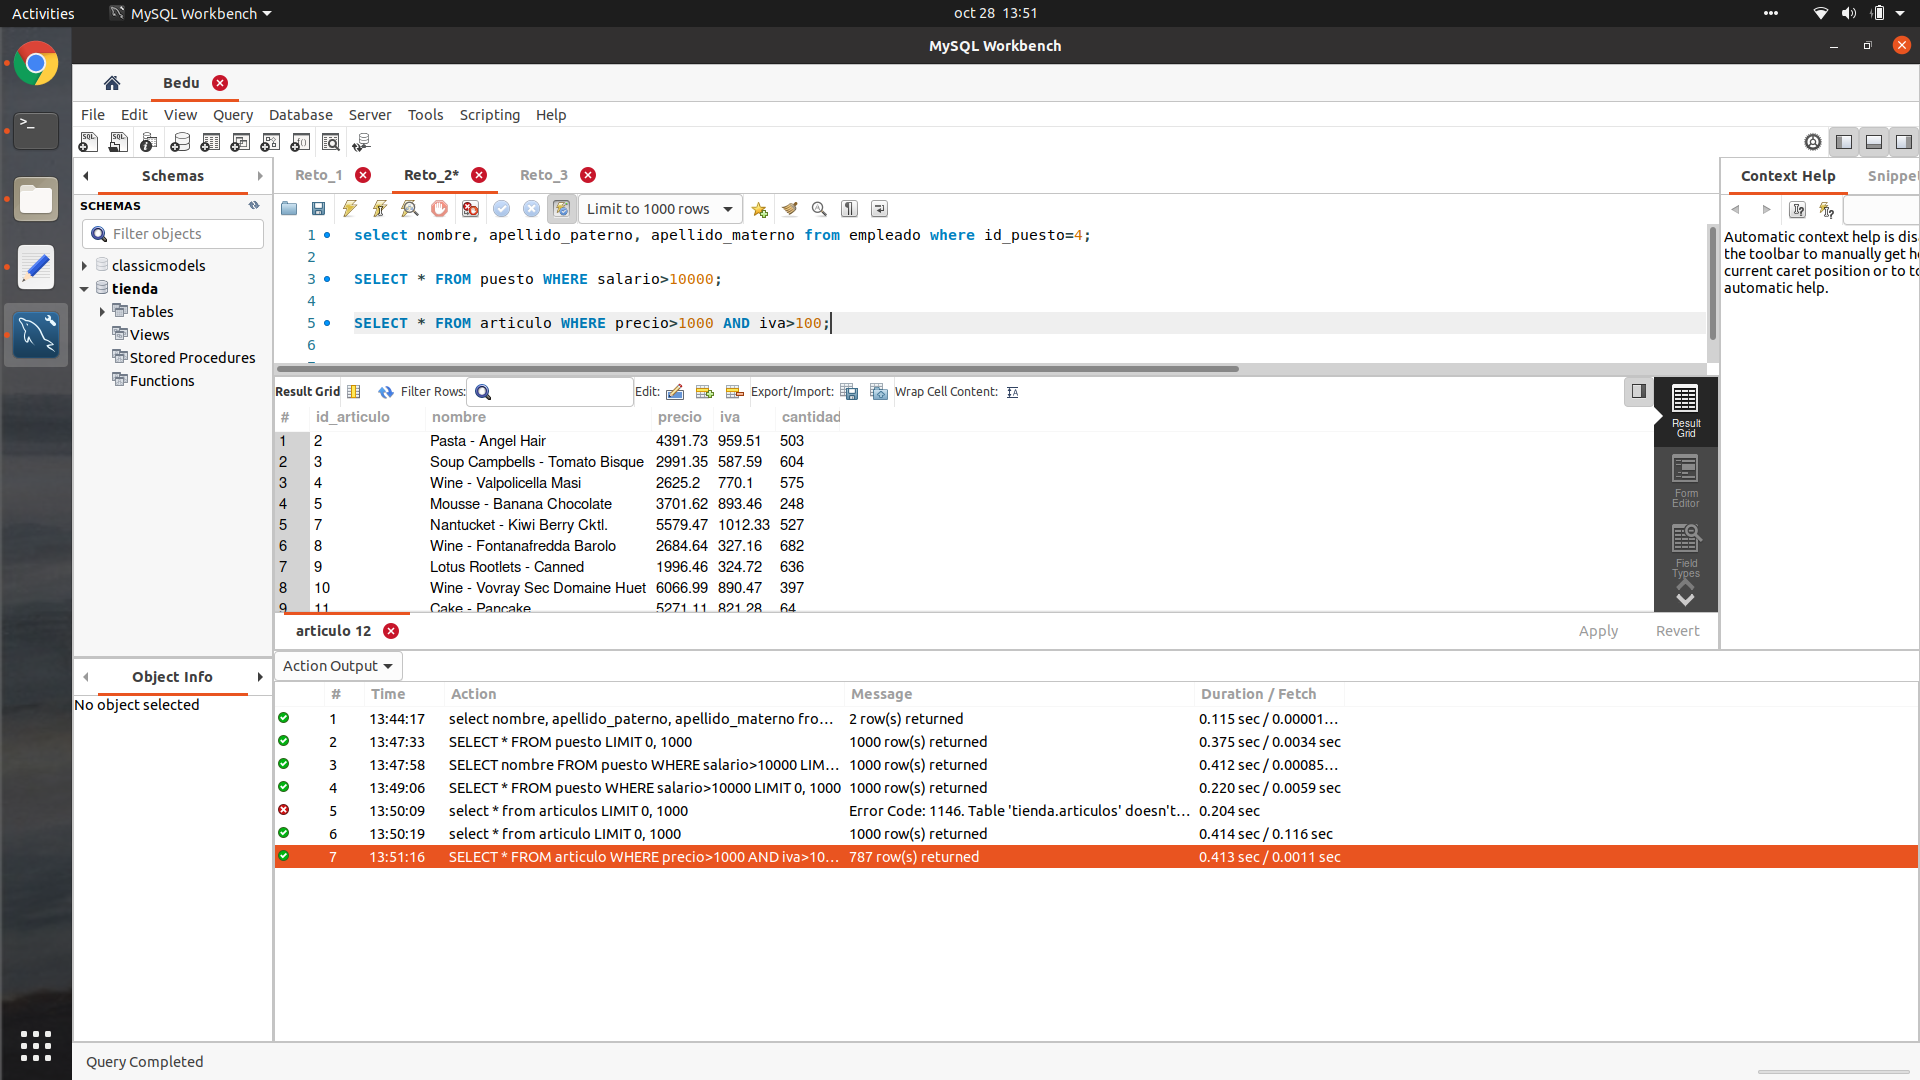 Activities MySQL Workbench oct 28 13:51
MySQL Workbench
Bedu
File Edit View Query Database Server Tools Scripting Help
Schemas
SCHEMAS
Filter objects
classicmodels
tienda
Tables
Views
Stored Procedures
Functions
Reto_1 Reto_2* Reto_3
Limit to 1000 rows
1 select nombre, apellido_paterno, apellido_materno from empleado where id_puesto=4;
2
3 SELECT * FROM puesto WHERE salario>10000;
4
5 SELECT * FROM articulo WHERE precio>1000 AND iva>100;
6
Context Help Snippe
Automatic context help is dis
the toolbar to manually get h
current caret position or to to
automatic help.
Result Grid Filter Rows: Edit: Export/Import: Wrap Cell Content:
# id_articulo nombre precio iva cantidad
1 2 Pasta - Angel Hair 4391.73 959.51 503
2 3 Soup Campbells - Tomato Bisque 2991.35 587.59 604
3 4 Wine - Valpolicella Masi 2625.2 770.1 575
4 5 Mousse - Banana Chocolate 3701.62 893.46 248
5 7 Nantucket - Kiwi Berry Cktl. 5579.47 1012.33 527
6 8 Wine - Fontanafredda Barolo 2684.64 327.16 682
7 9 Lotus Rootlets - Canned 1996.46 324.72 636
8 10 Wine - Vovray Sec Domaine Huet 6066.99 890.47 397
9 11 Cake - Pancake 5271.11 821.28 64
Result
Grid
Form
Editor
Field
Types
articulo 12 Apply Revert
Object Info
No object selected
Action Output
# Time Action Message Duration / Fetch
1 13:44:17 select nombre, apellido_paterno, apellido_materno fro... 2 row(s) returned 0.115 sec / 0.00001...
2 13:47:33 SELECT * FROM puesto LIMIT 0, 1000 1000 row(s) returned 0.375 sec / 0.0034 sec
3 13:47:58 SELECT nombre FROM puesto WHERE salario>10000 LIM... 1000 row(s) returned 0.412 sec / 0.00085...
4 13:49:06 SELECT * FROM puesto WHERE salario>10000 LIMIT 0, 1000 1000 row(s) returned 0.220 sec / 0.0059 sec
5 13:50:09 select * from articulos LIMIT 0, 1000 Error Code: 1146. Table 'tienda.articulos' doesn't... 0.204 sec
6 13:50:19 select * from articulo LIMIT 0, 1000 1000 row(s) returned 0.414 sec / 0.116 sec
7 13:51:16 SELECT * FROM articulo WHERE precio>1000 AND iva>10... 787 row(s) returned 0.413 sec / 0.0011 sec
Query Completed